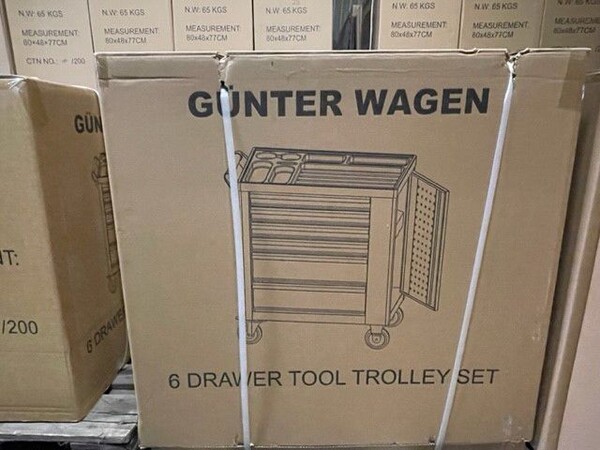 N.W: 65 KGS
MEASUREMENT:
80x48x77CM
CTN NO.: /200
N.W: 65 KGS
MEASUREMENT:
80x48x77CM
N.W: 65 KGS
MEASUREMENT:
80x48x77CM
N.W: 65 KGS
MEASUREMENT:
80x48x77CM
N.W: 65 KGS
MEASUREMENT:
80x48x77CM
GÜN
T:
/200
6 DRAWER
GÜNTER WAGEN
6 DRAWER TOOL TROLLEY SET